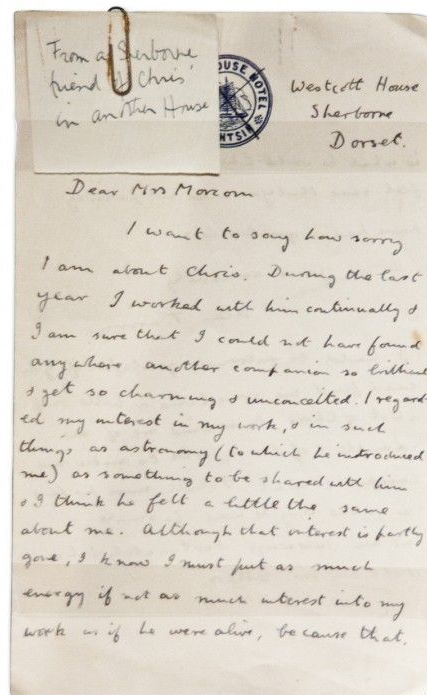 From a Sherborne
friend of Chris'
in another House
OUSE HOTEL
NTSI
Westcott House
Sherborne
Dorset.
Dear Mrs Morcom
I want to say how sorry
I am about Chris. During the last
year I worked with him continually &
I am sure that I could not have found
anywhere another companion so brilliant
& yet so charming & unconceited. I regard-
ed my interest in my work, & in such
things as astronomy (to which he introduced
me) as something to be shared with him
& I think he felt a little the same
about me. Although that interest is partly
gone, I know I must put as much
energy if not as much interest into my
work as if he were alive, because that.